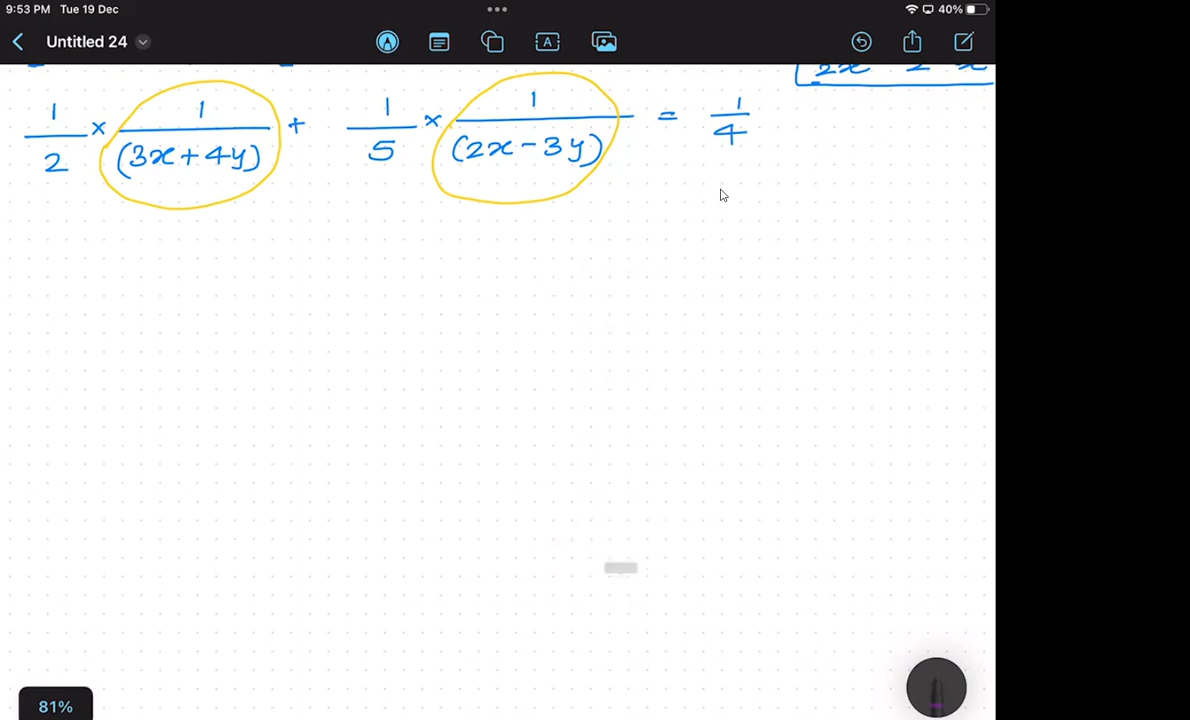 9:53 PM Tue 19 Dec 40%
Untitled 24
1/2 × 1/(3x+4y) + 1/5 × 1/(2x-3y) = 1/4
81%